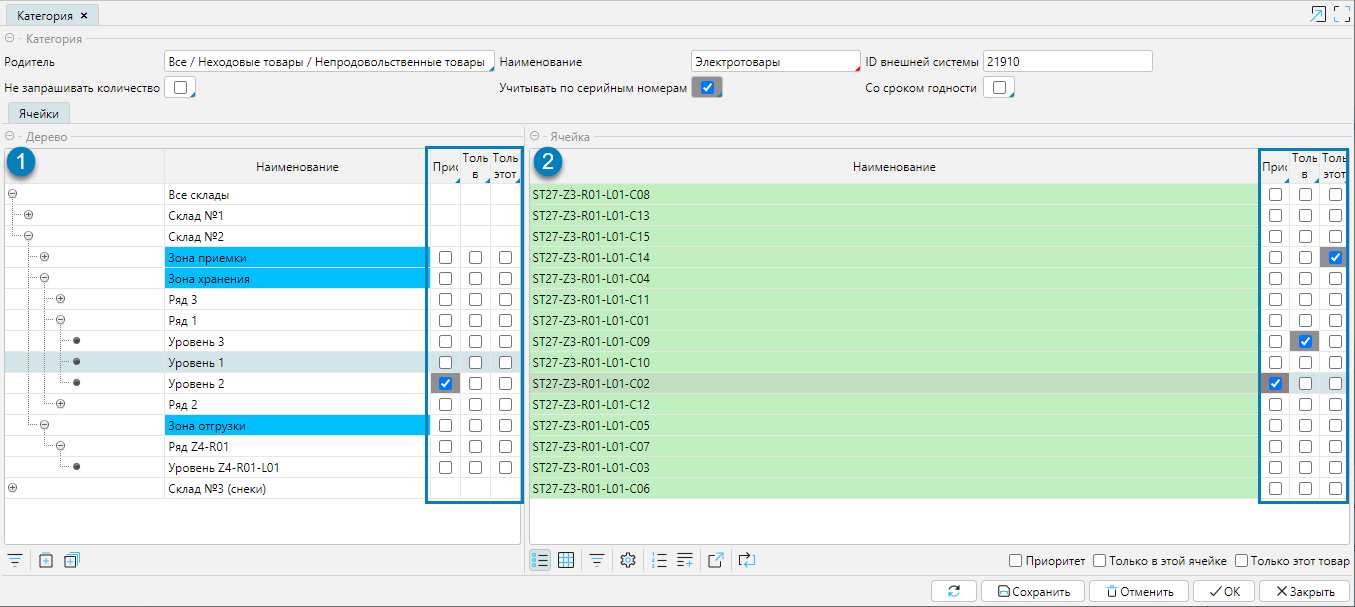 Категория ×
Категория
Родитель Все / Неходовые товары / Непродовольственные товары Наименование Электротовары ID внешней системы 21910
Не запрашивать количество Учитывать по серийным номерам Со сроком годности
Ячейки
Дерево
1 Наименование Прис Толь в Толь этот
Все склады
Склад №1
Склад №2
Зона приемки
Зона хранения
Ряд 3
Ряд 1
Уровень 3
Уровень 1
Уровень 2
Ряд 2
Зона отгрузки
Ряд Z4-R01
Уровень Z4-R01-L01
Склад №3 (снеки)
Ячейка
2 Наименование Прис Толь в Толь этот
ST27-Z3-R01-L01-C08
ST27-Z3-R01-L01-C13
ST27-Z3-R01-L01-C15
ST27-Z3-R01-L01-C14
ST27-Z3-R01-L01-C04
ST27-Z3-R01-L01-C11
ST27-Z3-R01-L01-C01
ST27-Z3-R01-L01-C09
ST27-Z3-R01-L01-C10
ST27-Z3-R01-L01-C02
ST27-Z3-R01-L01-C12
ST27-Z3-R01-L01-C05
ST27-Z3-R01-L01-C07
ST27-Z3-R01-L01-C03
ST27-Z3-R01-L01-C06
Приоритет Только в этой ячейке Только этот товар
Сохранить Отменить ОК Закрыть